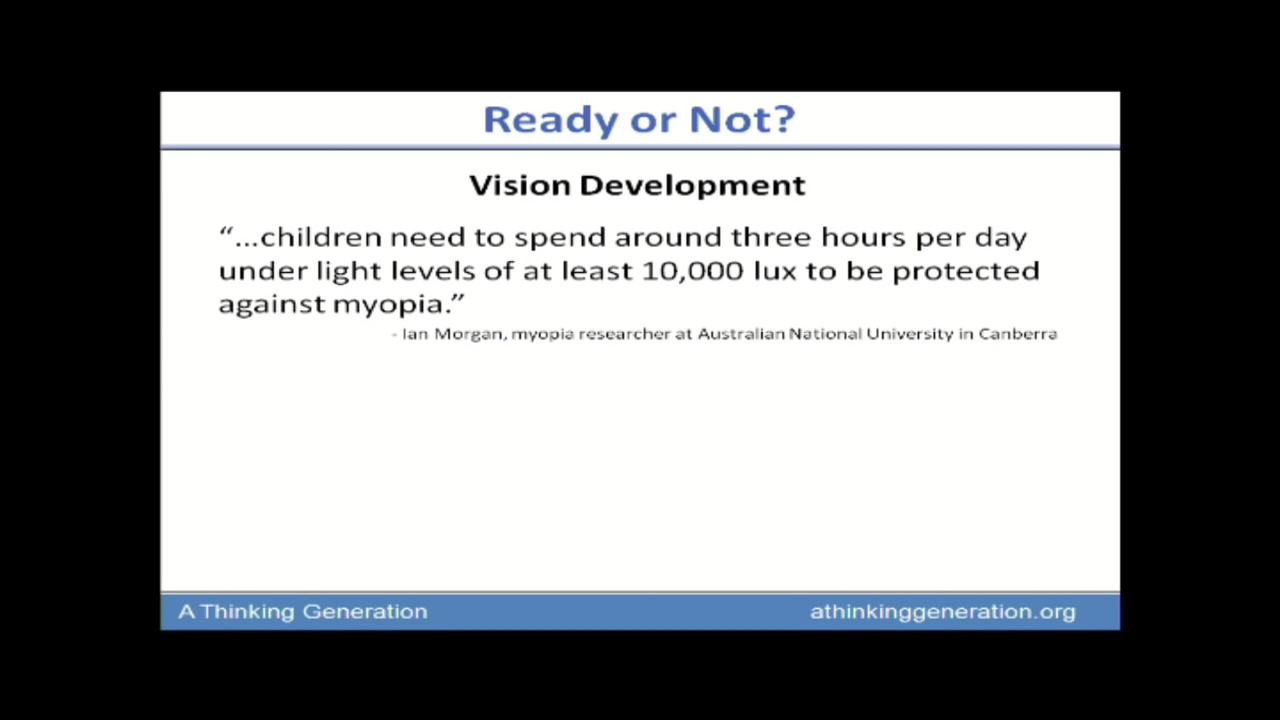 Ready or Not?
Vision Development
“...children need to spend around three hours per day
under light levels of at least 10,000 lux to be protected
against myopia.”
- Ian Morgan, myopia researcher at Australian National University in Canberra
A Thinking Generation
athinkinggeneration.org